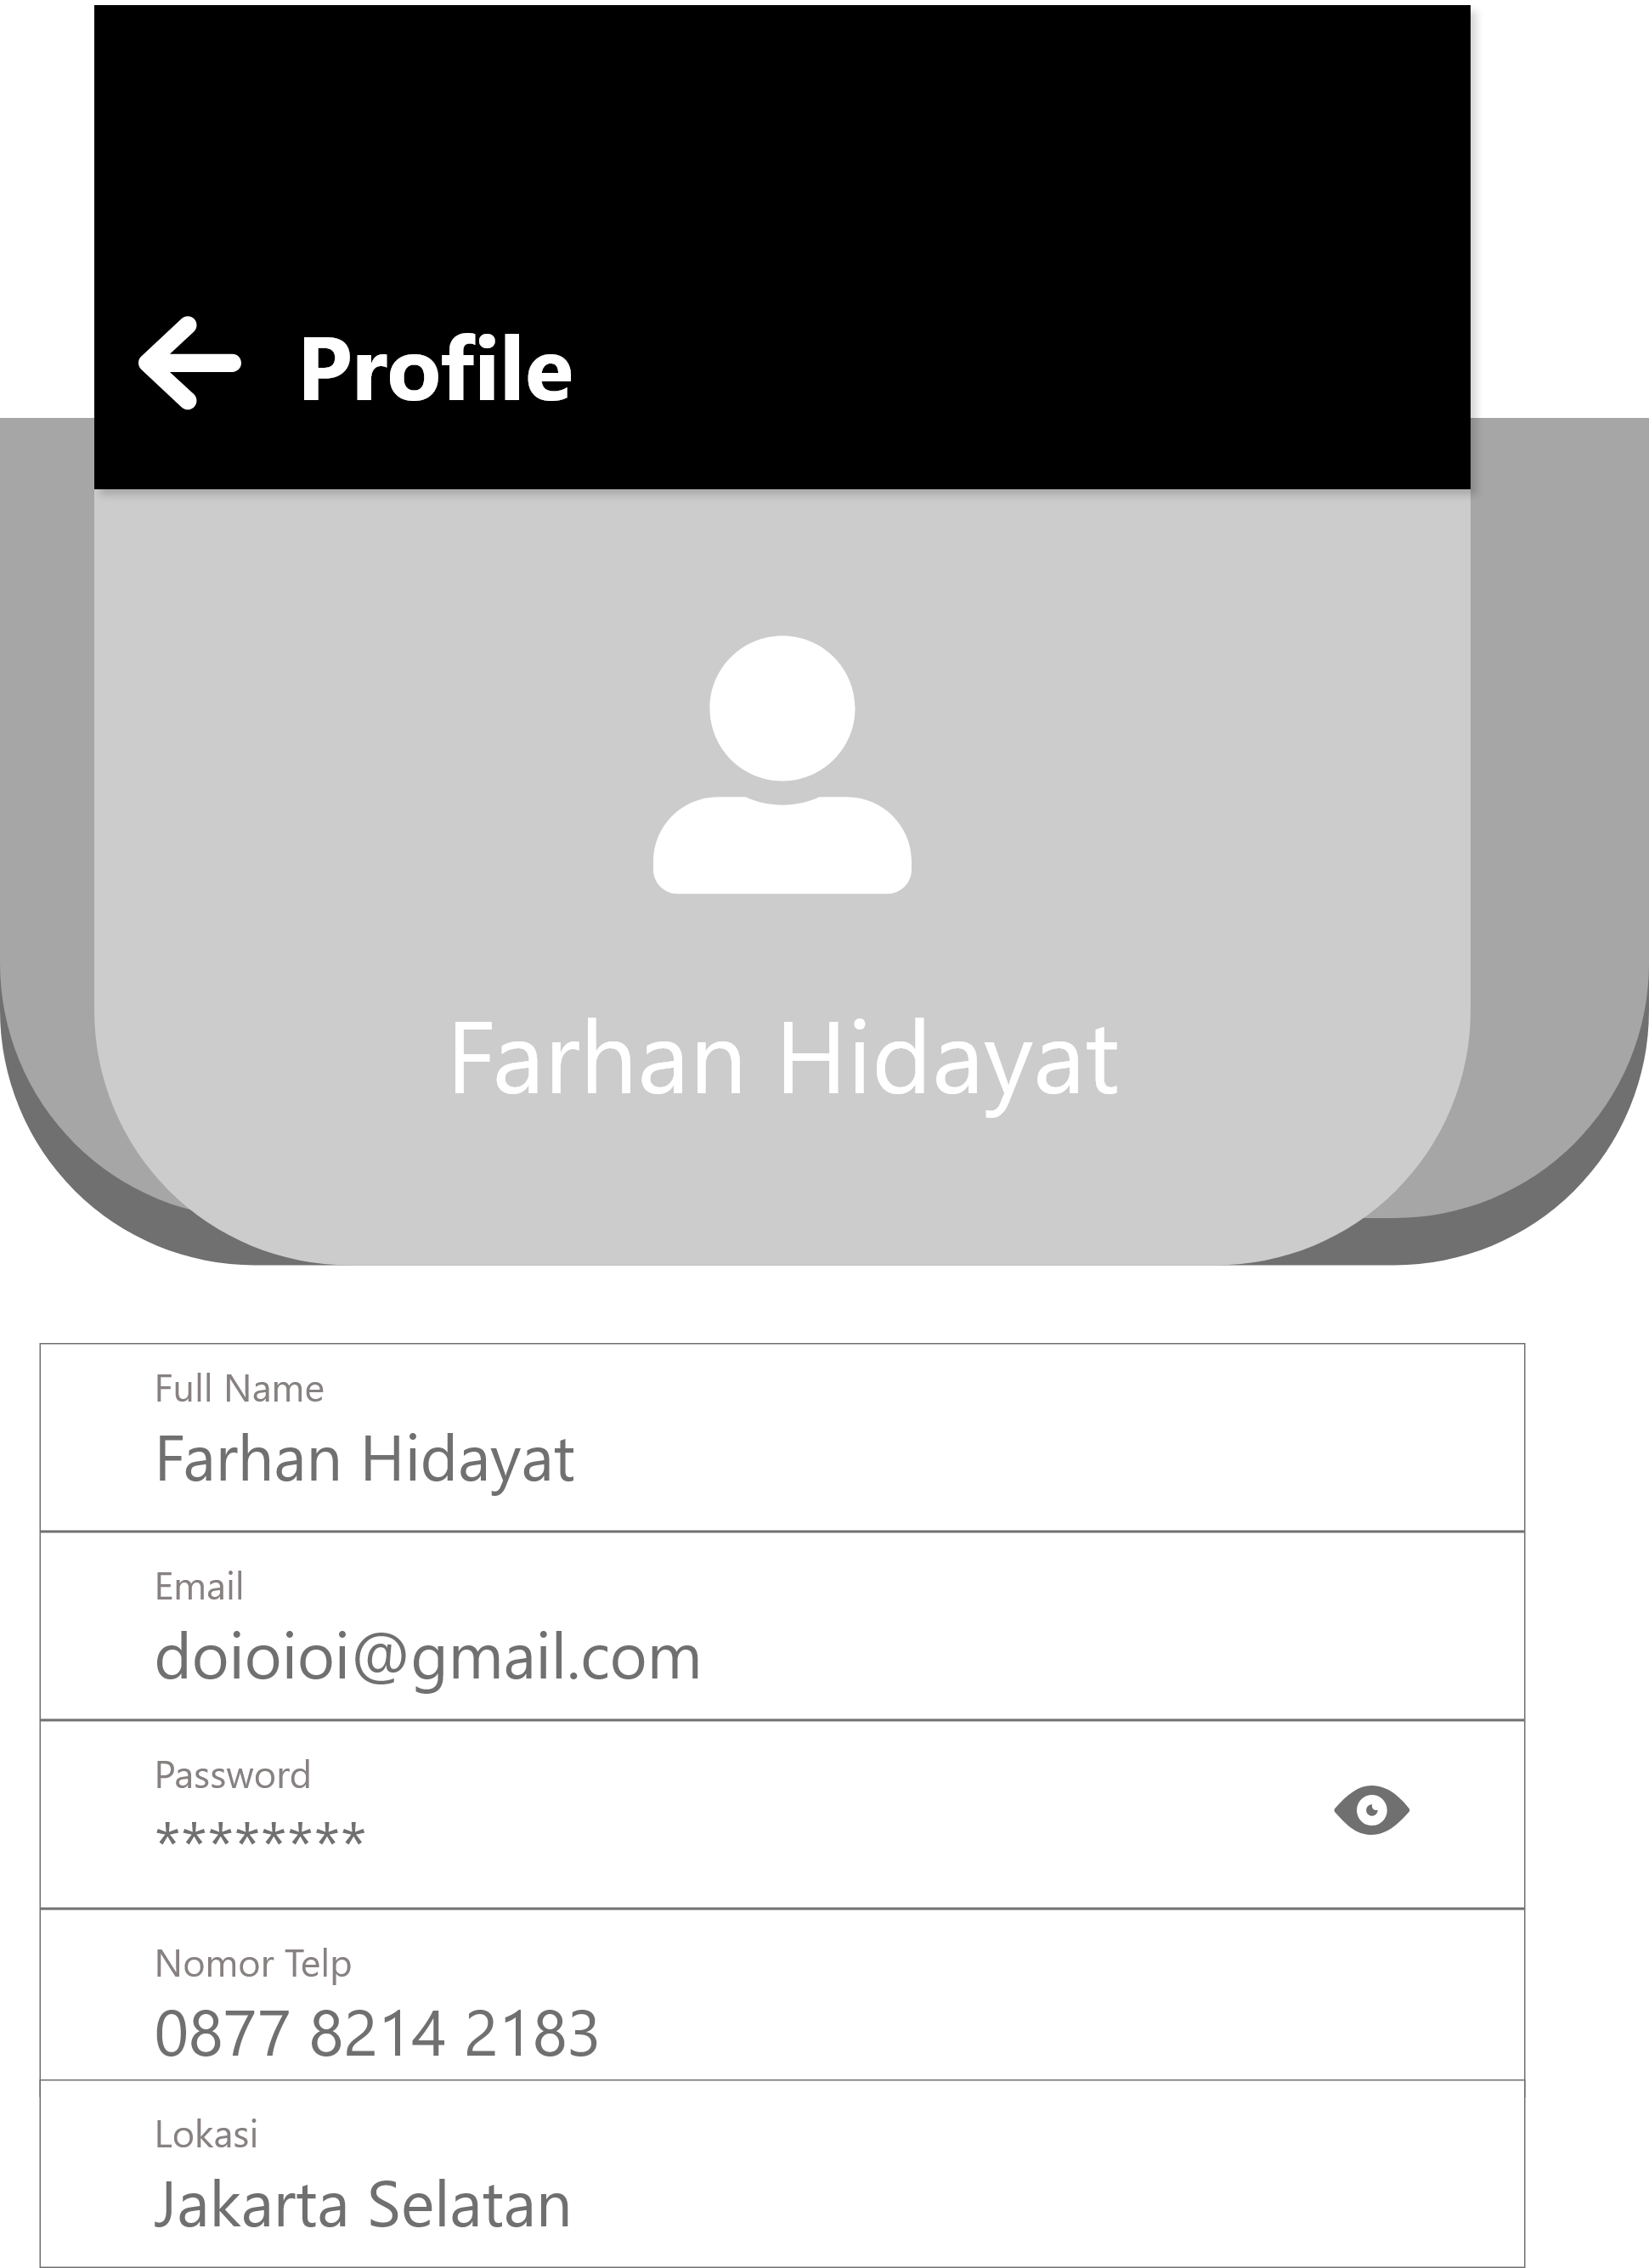 Profile
Farhan Hidayat
Full Name
Farhan Hidayat
Email
doioioi@gmail.com
Password
********
Nomor Telp
0877 8214 2183
Lokasi
Jakarta Selatan